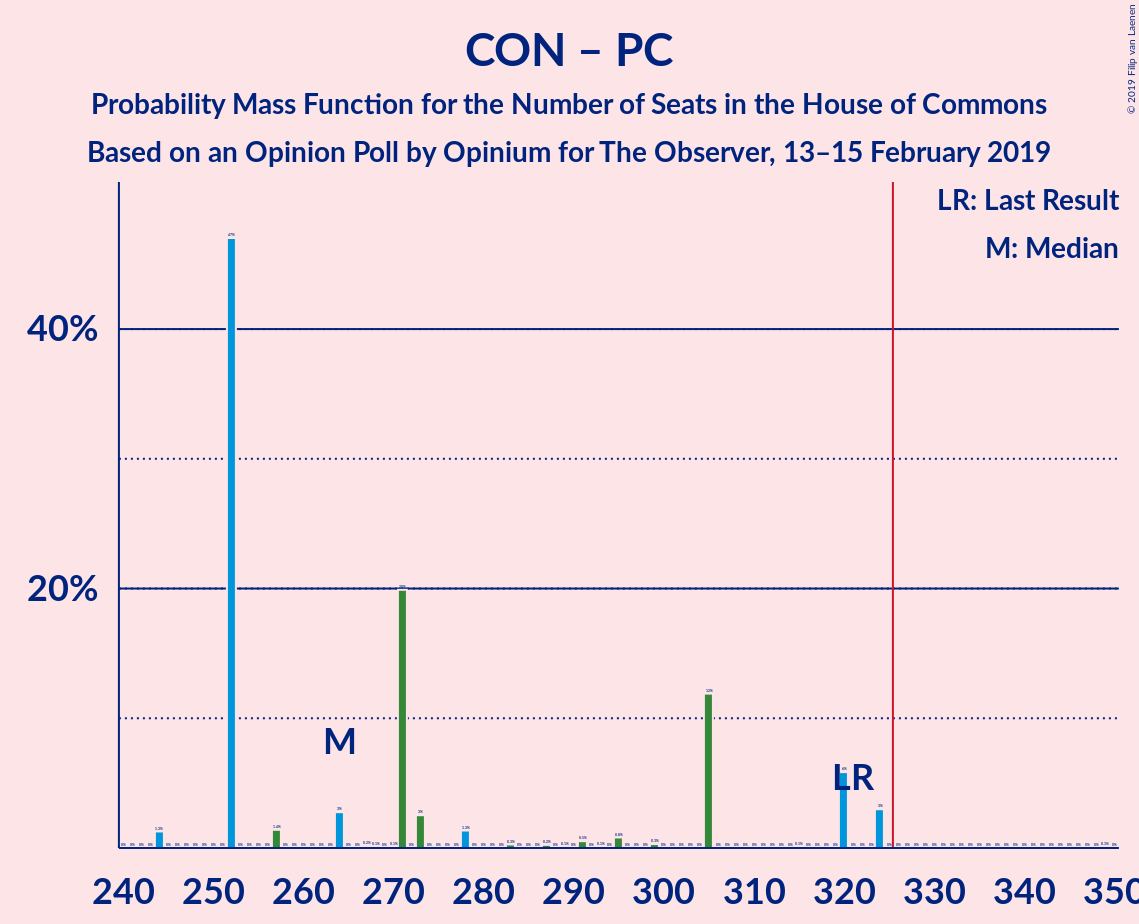 CON – PC
Probability Mass Function for the Number of Seats in the House of Commons
Based on an Opinion Poll by Opinium for The Observer, 13–15 February 2019
© 2019 Filip van Laenen
LR: Last Result
M: Median
40%
20%
M
LR
240 250 260 270 280 290 300 310 320 330 340 350